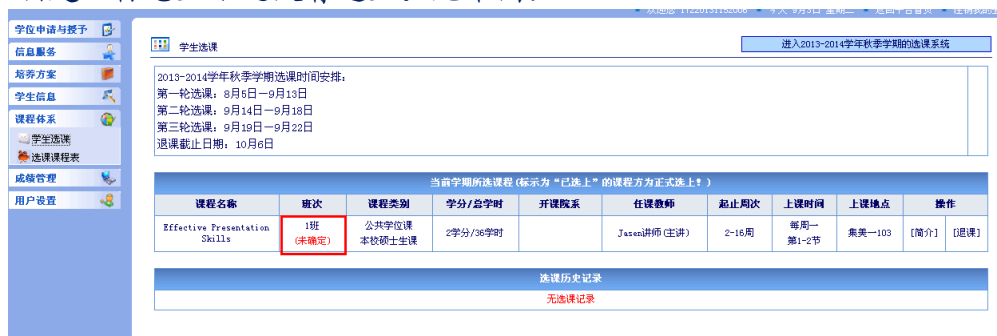 学位申请与授予
信息服务
培养方案
学生信息
课程体系
学生选课
选课课程表
成绩管理
用户设置
学生选课
进入2013-2014学年秋季学期的选课系统
2013-2014学年秋季学期选课时间安排:
第一轮选课: 8月5日—9月13日
第二轮选课: 9月14日—9月18日
第三轮选课: 9月19日—9月22日
退课截止日期: 10月6日
当前学期所选课程(标示为“已选上”的课程方为正式选上!)
课程名称 班次 课程类别 学分/总学时 开课院系 任课教师 起止周次 上课时间 上课地点 操作
Effective Presentation Skills 1班 (未确定) 公共学位课 本校硕士生课 2学分/36学时 Jasen讲师(主讲) 2-16周 每周一 第1-2节 集美一103 [简介] [退课]
选课历史记录
无选课记录